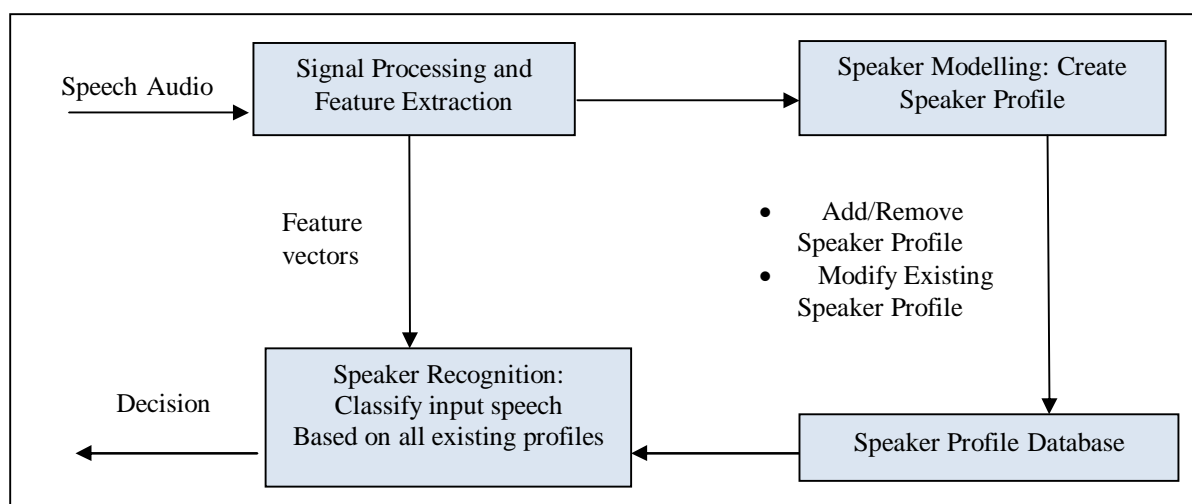 Speech Audio
Signal Processing and
Feature Extraction
Speaker Modelling: Create
Speaker Profile
Feature
vectors
• Add/Remove
Speaker Profile
• Modify Existing
Speaker Profile
Speaker Recognition:
Classify input speech
Based on all existing profiles
Decision
Speaker Profile Database